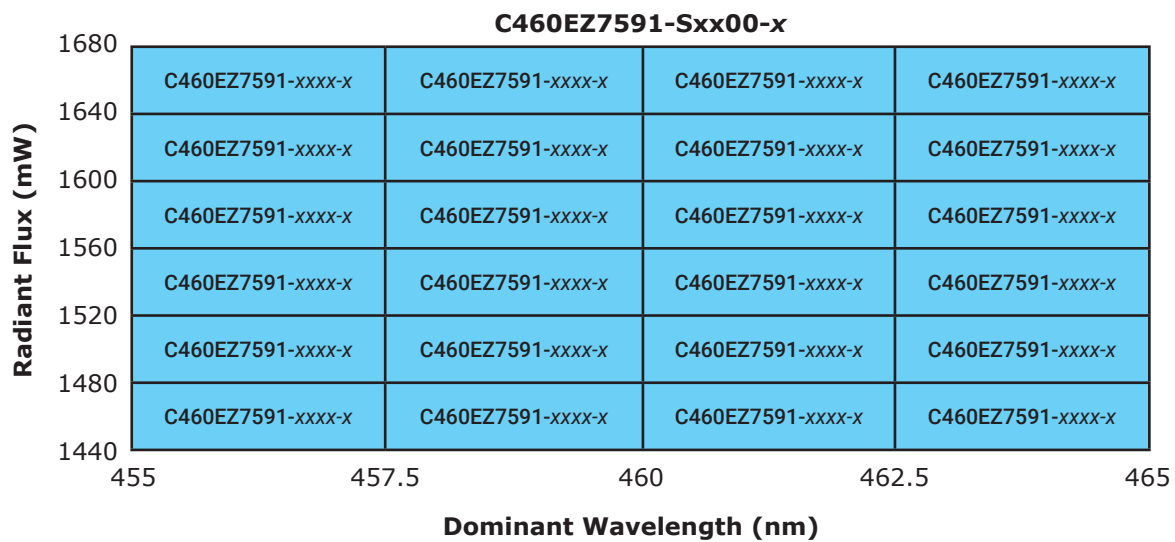 C460EZ7591-Sxx00-x
Radiant Flux (mW)
1680
C460EZ7591-xxxx-x C460EZ7591-xxxx-x C460EZ7591-xxxx-x C460EZ7591-xxxx-x
1640
C460EZ7591-xxxx-x C460EZ7591-xxxx-x C460EZ7591-xxxx-x C460EZ7591-xxxx-x
1600
C460EZ7591-xxxx-x C460EZ7591-xxxx-x C460EZ7591-xxxx-x C460EZ7591-xxxx-x
1560
C460EZ7591-xxxx-x C460EZ7591-xxxx-x C460EZ7591-xxxx-x C460EZ7591-xxxx-x
1520
C460EZ7591-xxxx-x C460EZ7591-xxxx-x C460EZ7591-xxxx-x C460EZ7591-xxxx-x
1480
C460EZ7591-xxxx-x C460EZ7591-xxxx-x C460EZ7591-xxxx-x C460EZ7591-xxxx-x
1440
455 457.5 460 462.5 465
Dominant Wavelength (nm)